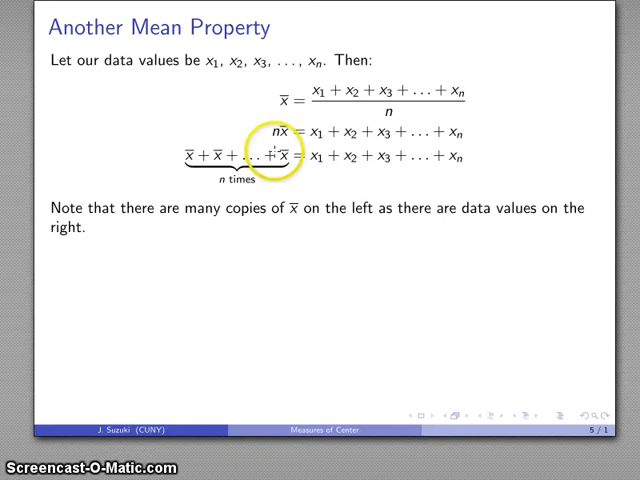 Another Mean Property
Let our data values be x₁, x₂, x₃, . . . , xₙ. Then:
x̅ = (x₁ + x₂ + x₃ + . . . + xₙ) / n
nx̅ = x₁ + x₂ + x₃ + . . . + xₙ
x̅ + x̅ + . . . + x̅ = x₁ + x₂ + x₃ + . . . + xₙ
n times
Note that there are many copies of x̅ on the left as there are data values on the
right.
J. Suzuki (CUNY) Measures of Center 5 / 1
Screencast-O-Matic.com